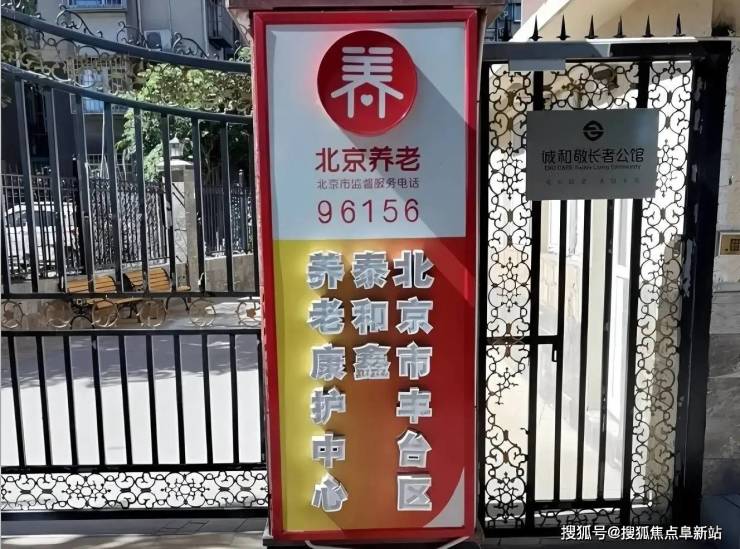 养
北京养老
北京市监督服务电话
96156
北京市丰台区
泰和鑫
养老康护中心
诚和敬长者公馆
搜狐号@搜狐焦点阜新站